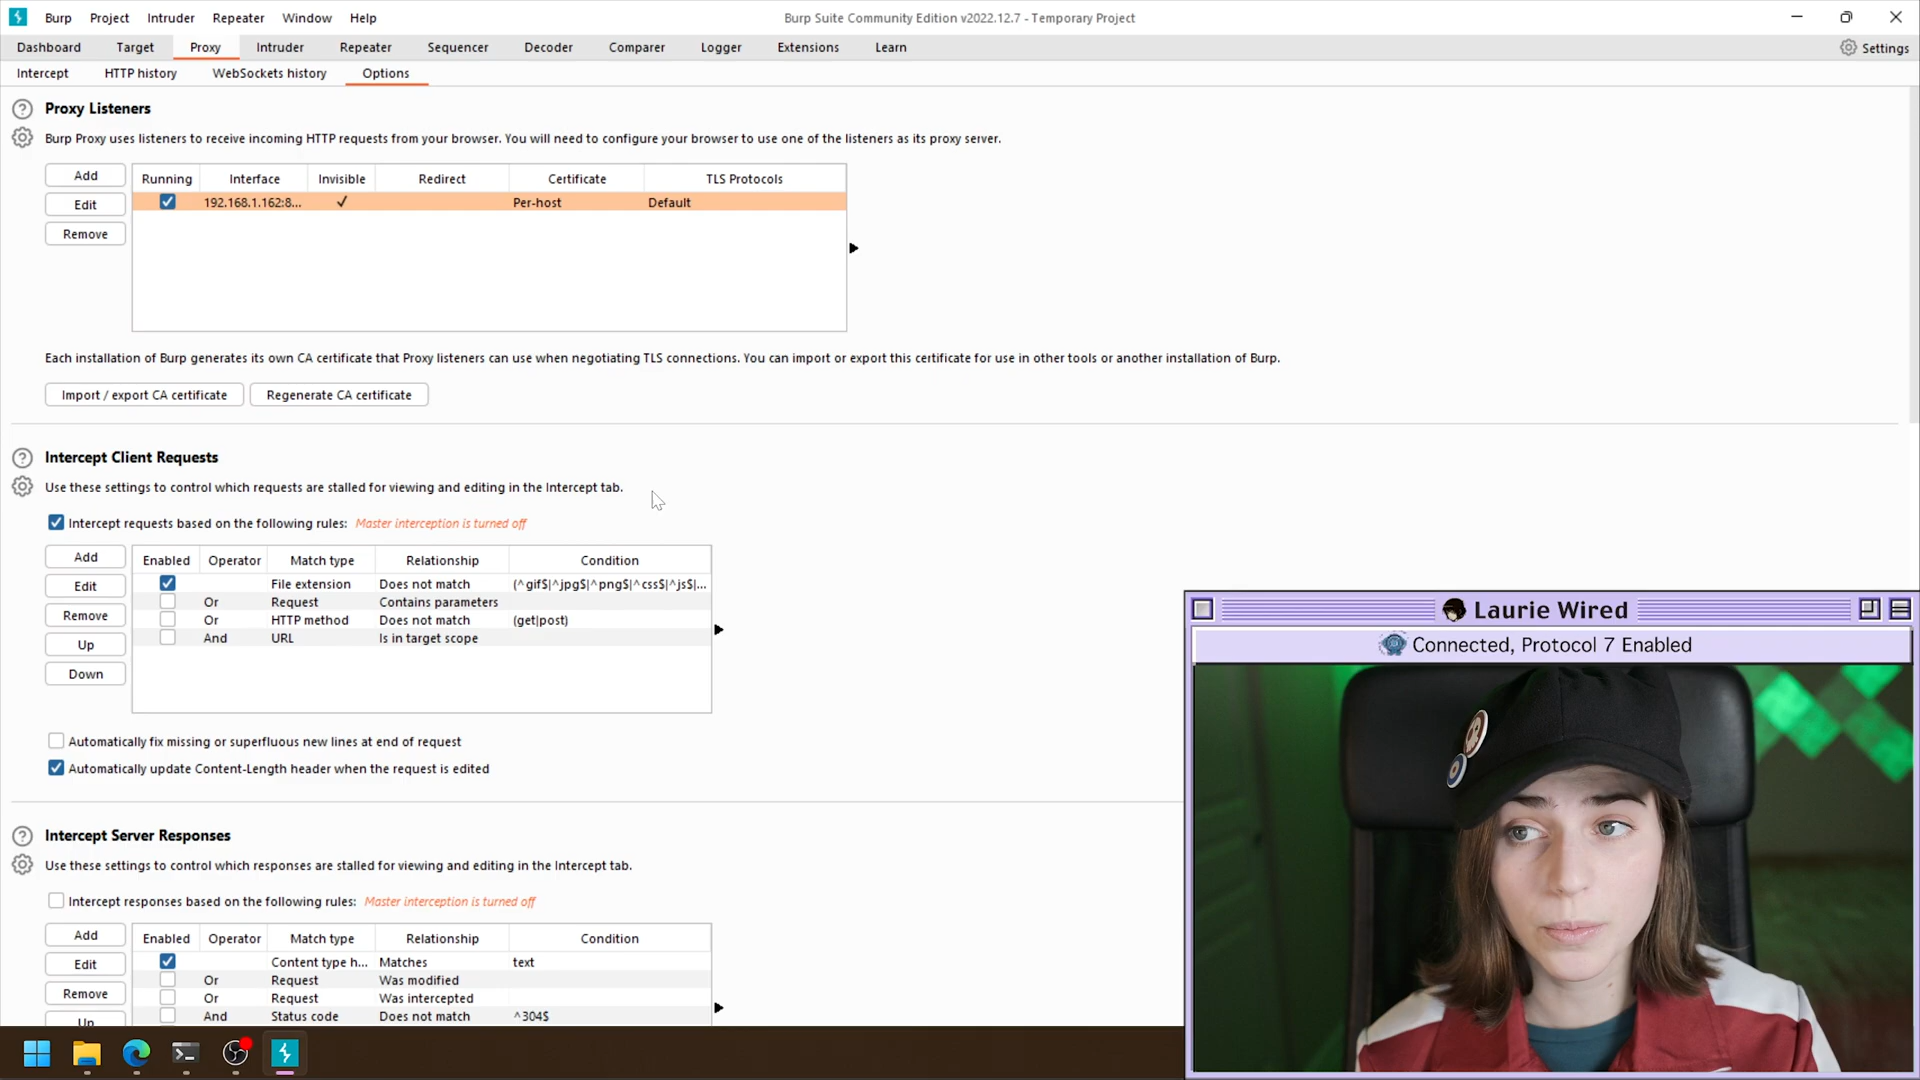 Burp Project Intruder Repeater Window Help Burp Suite Community Edition v2022.12.7 - Temporary Project
Dashboard Target Proxy Intruder Repeater Sequencer Decoder Comparer Logger Extensions Learn Settings
Intercept HTTP history WebSockets history Options
Proxy Listeners
Burp Proxy uses listeners to receive incoming HTTP requests from your browser. You will need to configure your browser to use one of the listeners as its proxy server.
Add
Edit
Remove
Running Interface Invisible Redirect Certificate TLS Protocols
192.168.1.162:8... Per-host Default
Each installation of Burp generates its own CA certificate that Proxy listeners can use when negotiating TLS connections. You can import or export this certificate for use in other tools or another installation of Burp.
Import / export CA certificate Regenerate CA certificate
Intercept Client Requests
Use these settings to control which requests are stalled for viewing and editing in the Intercept tab.
Intercept requests based on the following rules: Master interception is turned off
Add
Edit
Remove
Up
Down
Enabled Operator Match type Relationship Condition
File extension Does not match (^gif$|^jpg$|^png$|^css$|^js$|...
Or Request Contains parameters
Or HTTP method Does not match (get|post)
And URL Is in target scope
Automatically fix missing or superfluous new lines at end of request
Automatically update Content-Length header when the request is edited
Intercept Server Responses
Use these settings to control which responses are stalled for viewing and editing in the Intercept tab.
Intercept responses based on the following rules: Master interception is turned off
Add
Edit
Remove
Up
Enabled Operator Match type Relationship Condition
Content type h... Matches text
Or Request Was modified
Or Request Was intercepted
And Status code Does not match ^304$
Laurie Wired
Connected, Protocol 7 Enabled